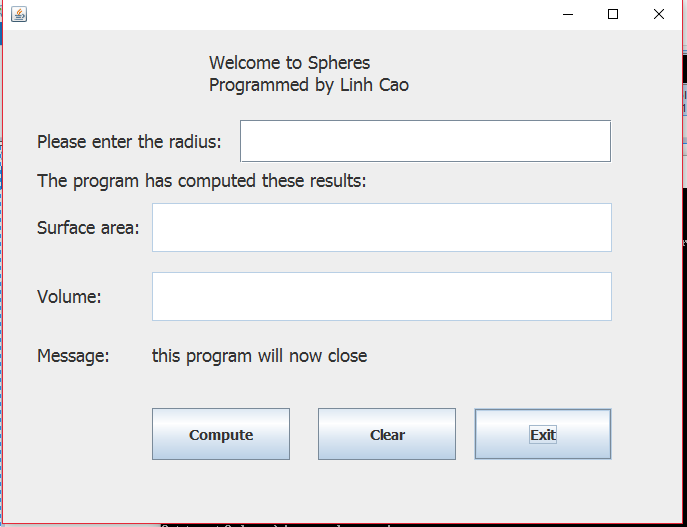 Welcome to Spheres
Programmed by Linh Cao
Please enter the radius:
The program has computed these results:
Surface area:
Volume:
Message: this program will now close
Compute Clear Exit